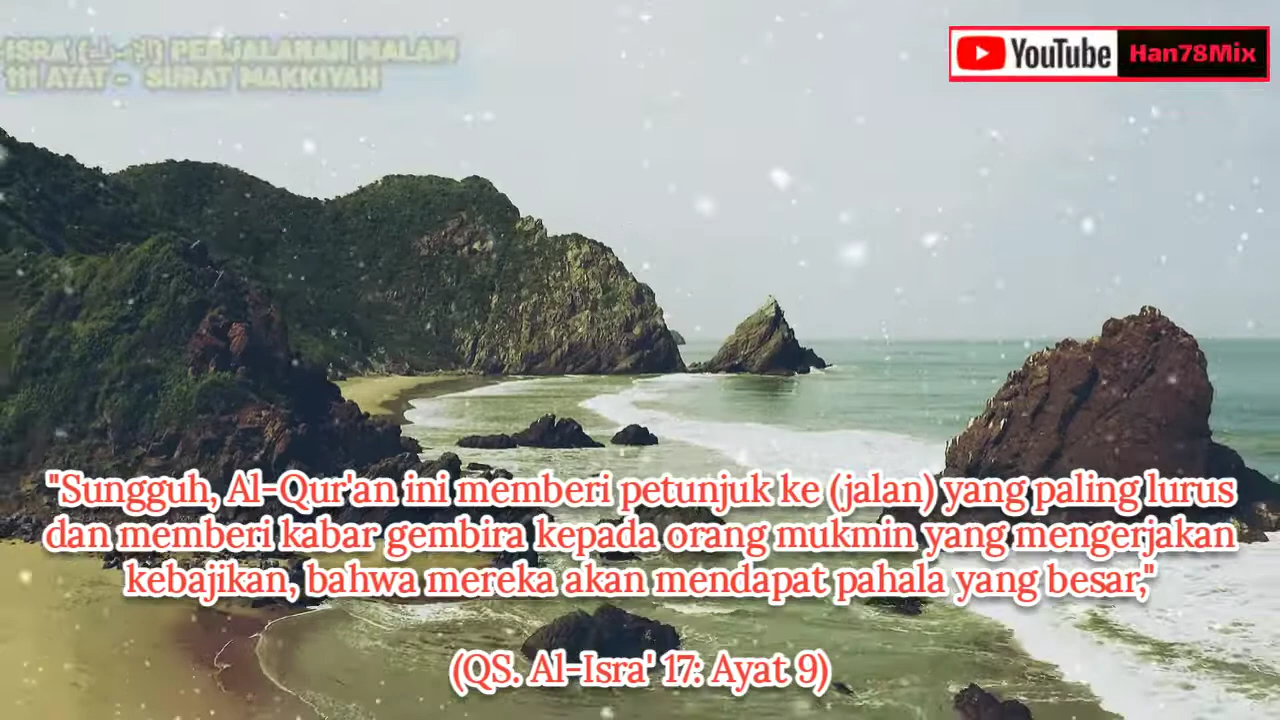 PERJALANAN MALAM
111 AYAT - SURAT MAKKIYAH
YouTube Han78Mix
"Sungguh, Al-Qur'an ini memberi petunjuk ke (jalan) yang paling lurus
dan memberi kabar gembira kepada orang mukmin yang mengerjakan
kebajikan, bahwa mereka akan mendapat pahala yang besar,"
(QS. Al-Isra' 17: Ayat 9)